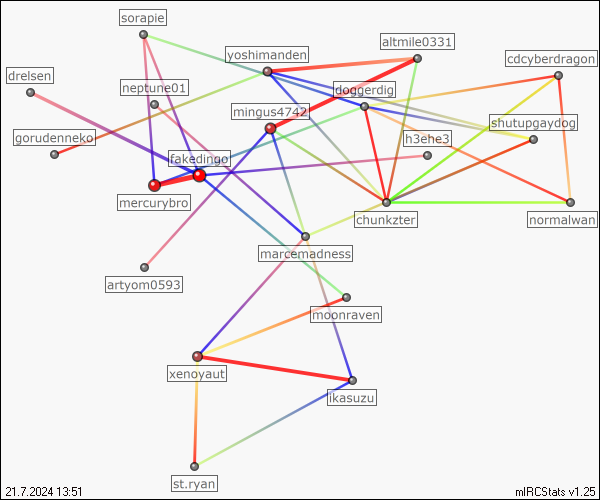 sorapie
altmile0331
yoshimanden
cdcyberdragon
drelsen
neptune01
doggerdig
mingus4742
shutupgaydog
gorudenneko
h3ehe3
fakedingo
mercurybro
chunkzter
normalwan
marcemadness
artyom0593
moonraven
xenoyaut
ikasuzu
st.ryan
21.7.2024 13:51
mIRCStats v1.25